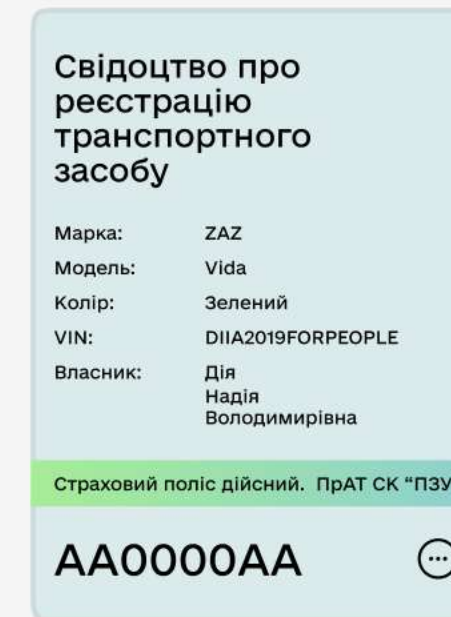 Свідоцтво про
реєстрацію
транспортного
засобу
Марка: ZAZ
Модель: Vida
Колір: Зелений
VIN: DIIA2019FORPEOPLE
Власник: Дія
Надія
Володимирівна
Страховий поліс дійсний. ПрАТ СК “ПЗУ
АА0000АА